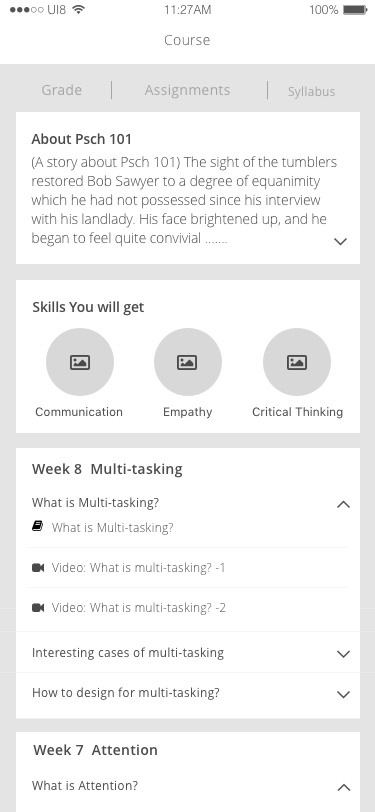 UI8 11:27AM 100%
Course
Grade Assignments Syllabus
About Psch 101
(A story about Psch 101) The sight of the tumblers
restored Bob Sawyer to a degree of equanimity
which he had not possessed since his interview
with his landlady. His face brightened up, and he
began to feel quite convivial .......
Skills You will get
Communication Empathy Critical Thinking
Week 8 Multi-tasking
What is Multi-tasking?
What is Multi-tasking?
Video: What is multi-tasking? -1
Video: What is multi-tasking? -2
Interesting cases of multi-tasking
How to design for multi-tasking?
Week 7 Attention
What is Attention?